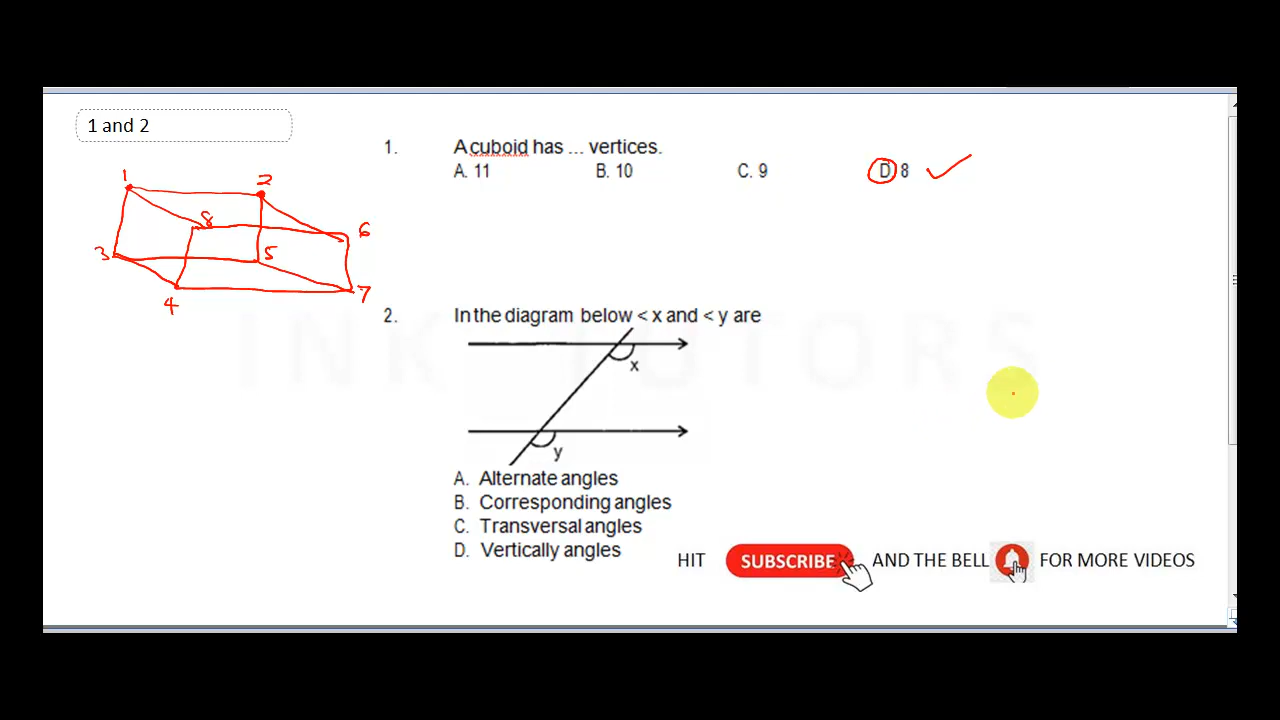 1 and 2
1. A cuboid has ... vertices.
A. 11 B. 10 C. 9 D. 8
1 2
8 6
3 5
4 7
2. In the diagram below < x and < y are
x
y
INK TUTORS
A. Alternate angles
B. Corresponding angles
C. Transversal angles
D. Vertically angles
HIT SUBSCRIBE AND THE BELL FOR MORE VIDEOS